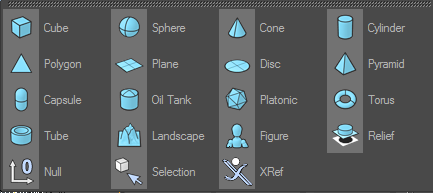 Cube Sphere Cone Cylinder
Polygon Plane Disc Pyramid
Capsule Oil Tank Platonic Torus
Tube Landscape Figure Relief
Null Selection XRef